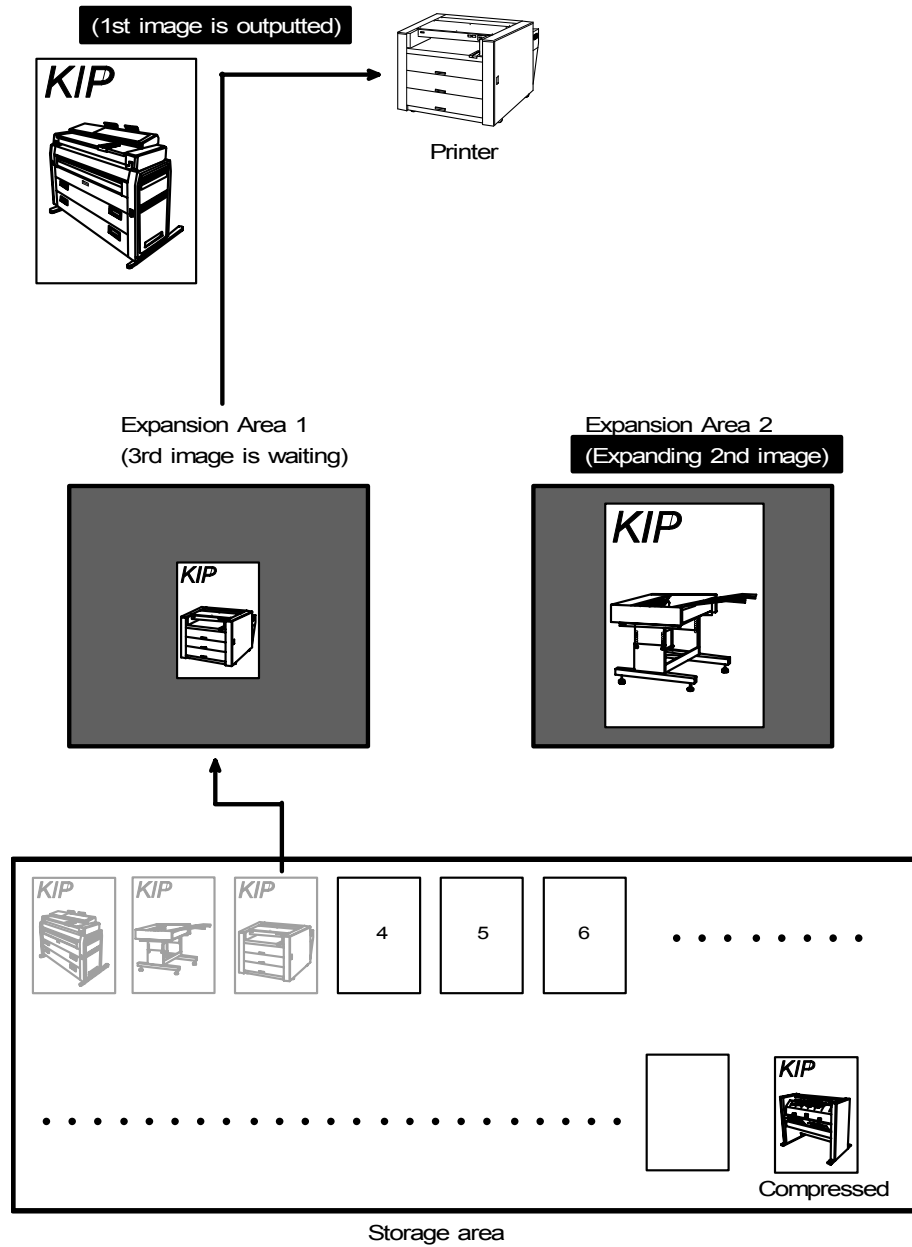 (1st image is outputted)
KIP
Printer
Expansion Area 1
(3rd image is waiting)
Expansion Area 2
(Expanding 2nd image)
KIP
KIP
KIP
KIP
KIP
4
5
6
KIP
Compressed
Storage area